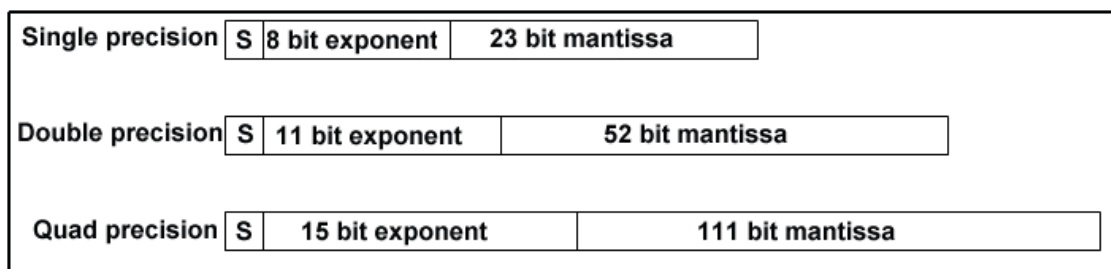 Single precision S 8 bit exponent 23 bit mantissa
Double precision S 11 bit exponent 52 bit mantissa
Quad precision S 15 bit exponent 111 bit mantissa